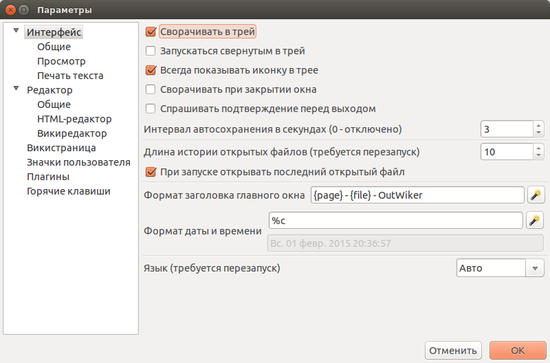 Параметры
Интерфейс
Общие
Просмотр
Печать текста
Редактор
Общие
HTML-редактор
Викиредактор
Викистраница
Значки пользователя
Плагины
Горячие клавиши
Сворачивать в трей
Запускаться свернутым в трей
Всегда показывать иконку в трее
Сворачивать при закрытии окна
Спрашивать подтверждение перед выходом
Интервал автосохранения в секундах (0 - отключено) 3
Длина истории открытых файлов (требуется перезапуск) 10
При запуске открывать последний открытый файл
Формат заголовка главного окна {page} - {file} - OutWiker
Формат даты и времени %c
Вс. 01 февр. 2015 20:36:57
Язык (требуется перезапуск) Авто
Отменить OK